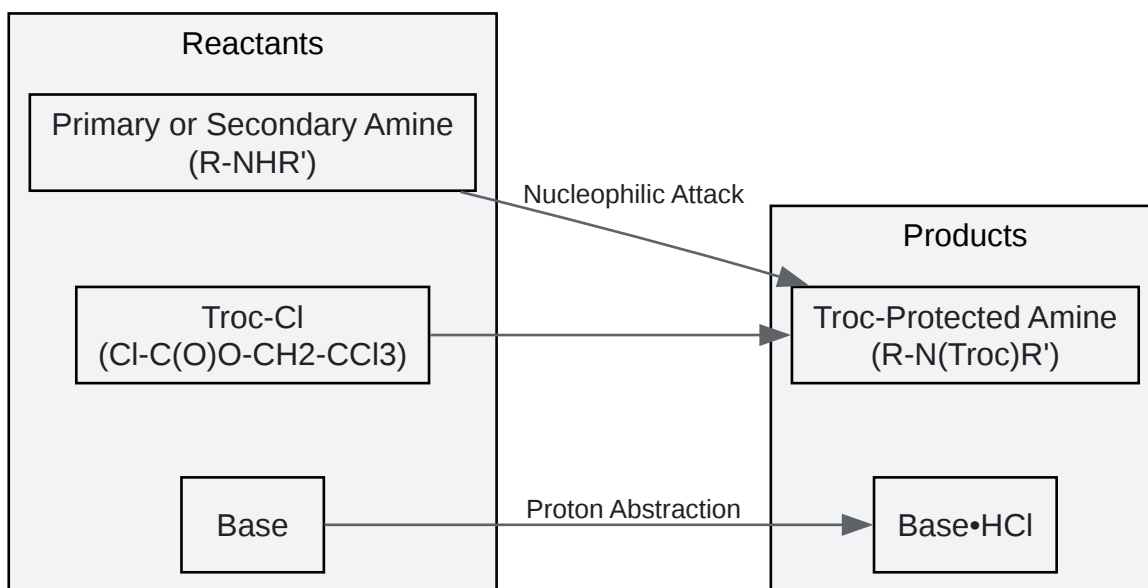 Reactants
Primary or Secondary Amine
(R-NHR')
Nucleophilic Attack
Products
Troc-Cl
(Cl-C(O)O-CH2-CCl3)
Troc-Protected Amine
(R-N(Troc)R')
Base
Proton Abstraction
Base•HCl